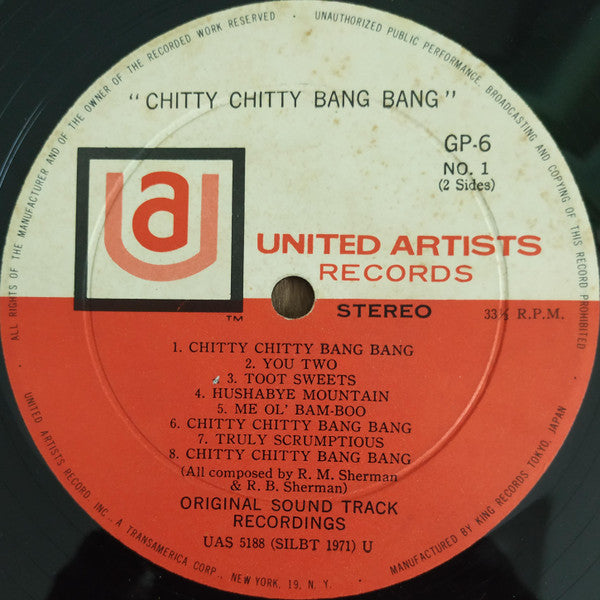 ALL RIGHTS OF THE MANUFACTURER AND OF THE OWNER OF THE RECORDED WORK RESERVED · UNAUTHORIZED PUBLIC PERFORMANCE, BROADCASTING AND COPYING OF THIS RECORD PROHIBITED
"CHITTY CHITTY BANG BANG"
GP-6
NO. 1
(2 Sides)
ua
TM
UNITED ARTISTS
RECORDS
STEREO
33⅓ R.P.M.
1. CHITTY CHITTY BANG BANG
2. YOU TWO
3. TOOT SWEETS
4. HUSHABYE MOUNTAIN
5. ME OL' BAM-BOO
6. CHITTY CHITTY BANG BANG
7. TRULY SCRUMPTIOUS
8. CHITTY CHITTY BANG BANG
(All composed by R. M. Sherman
& R. B. Sherman)
ORIGINAL SOUND TRACK
RECORDINGS
UAS 5188 (SILBT 1971) U
UNITED ARTISTS RECORD INC., A TRANSAMERICA CORP. · NEW YORK, 19, N. Y. · MANUFACTURED BY KING RECORDS TOKYO, JAPAN ·